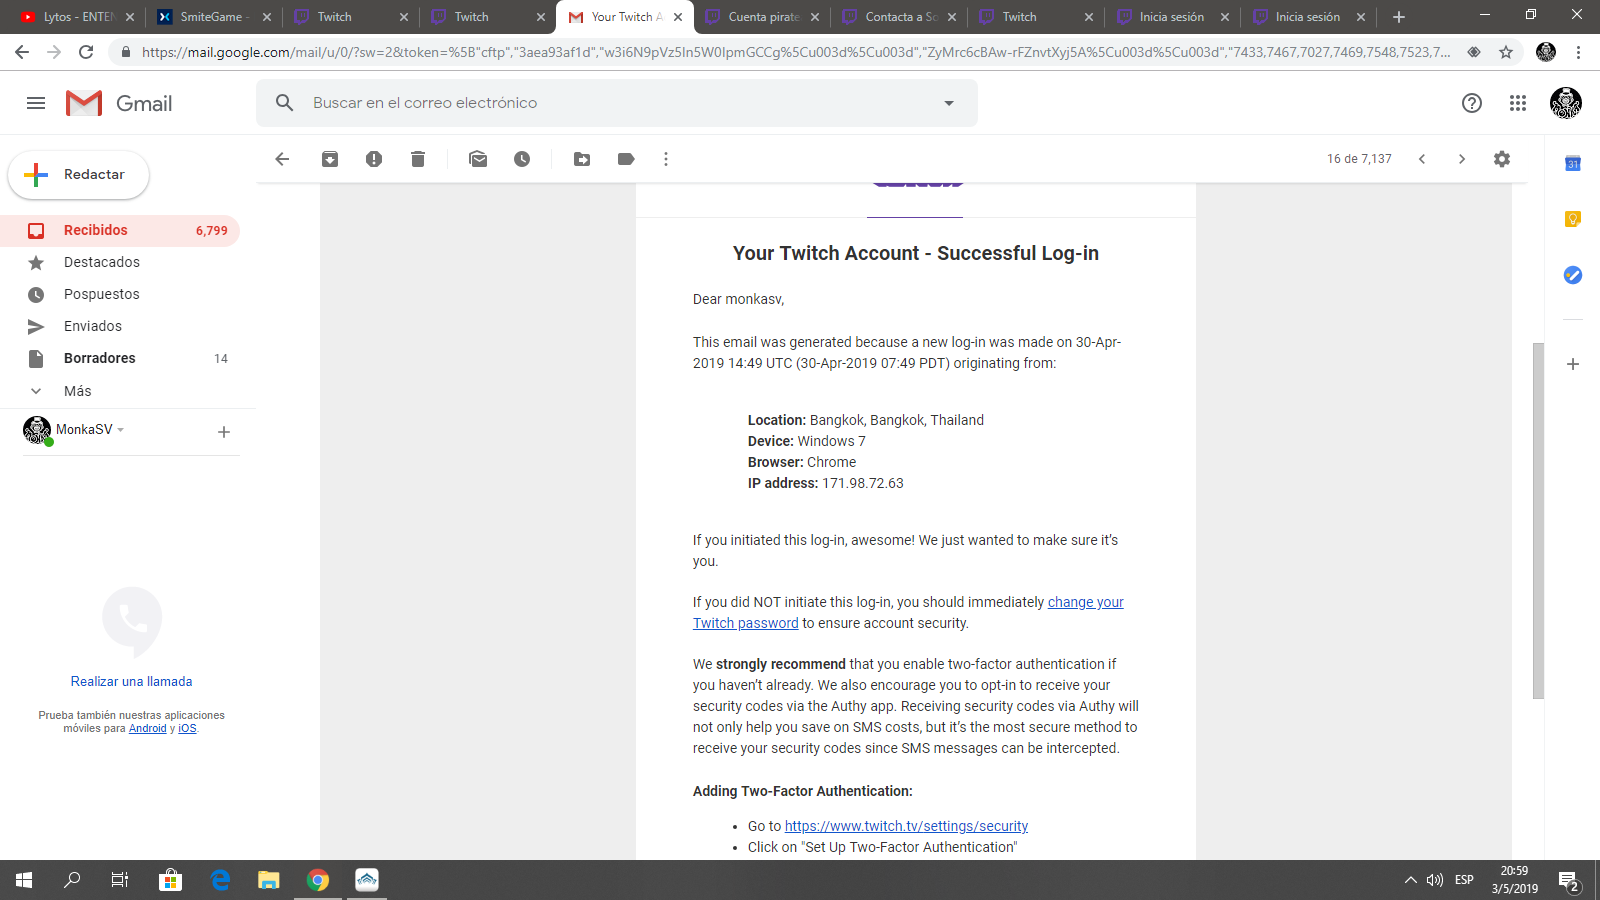 Lytos - ENTEN
SmiteGame -
Twitch
Twitch
Your Twitch A
Cuenta pirate
Contacta a So
Twitch
Inicia sesión
Inicia sesión
https://mail.google.com/mail/u/0/?sw=2&token=%5B"cftp","3aea93af1d","w3i6N9pVz5In5W0IpmGCCg%5Cu003d%5Cu003d","ZyMrc6cBAw-rFZnvtXyj5A%5Cu003d%5Cu003d","7433,7467,7027,7469,7548,7523,7...
Gmail
Buscar en el correo electrónico
Redactar
16 de 7,137
31
Recibidos 6,799
Destacados
Pospuestos
Enviados
Borradores 14
Más
MonkaSV
Realizar una llamada
Prueba también nuestras aplicaciones
móviles para Android y iOS.
Your Twitch Account - Successful Log-in
Dear monkasv,
This email was generated because a new log-in was made on 30-Apr-
2019 14:49 UTC (30-Apr-2019 07:49 PDT) originating from:
Location: Bangkok, Bangkok, Thailand
Device: Windows 7
Browser: Chrome
IP address: 171.98.72.63
If you initiated this log-in, awesome! We just wanted to make sure it's
you.
If you did NOT initiate this log-in, you should immediately change your
Twitch password to ensure account security.
We strongly recommend that you enable two-factor authentication if
you haven't already. We also encourage you to opt-in to receive your
security codes via the Authy app. Receiving security codes via Authy will
not only help you save on SMS costs, but it's the most secure method to
receive your security codes since SMS messages can be intercepted.
Adding Two-Factor Authentication:
• Go to https://www.twitch.tv/settings/security
• Click on "Set Up Two-Factor Authentication"
ESP
20:59
3/5/2019
2